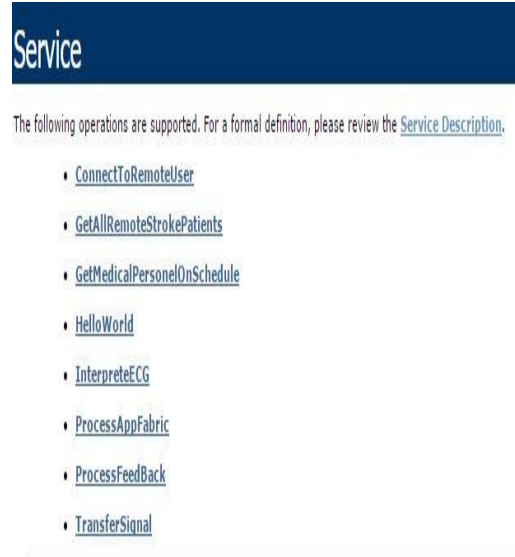 Service
The following operations are supported. For a formal definition, please review the Service Description.
• ConnectToRemoteUser
• GetAllRemoteStrokePatients
• GetMedicalPersonelOnSchedule
• HelloWorld
• InterpreteECG
• ProcessAppFabric
• ProcessFeedBack
• TransferSignal